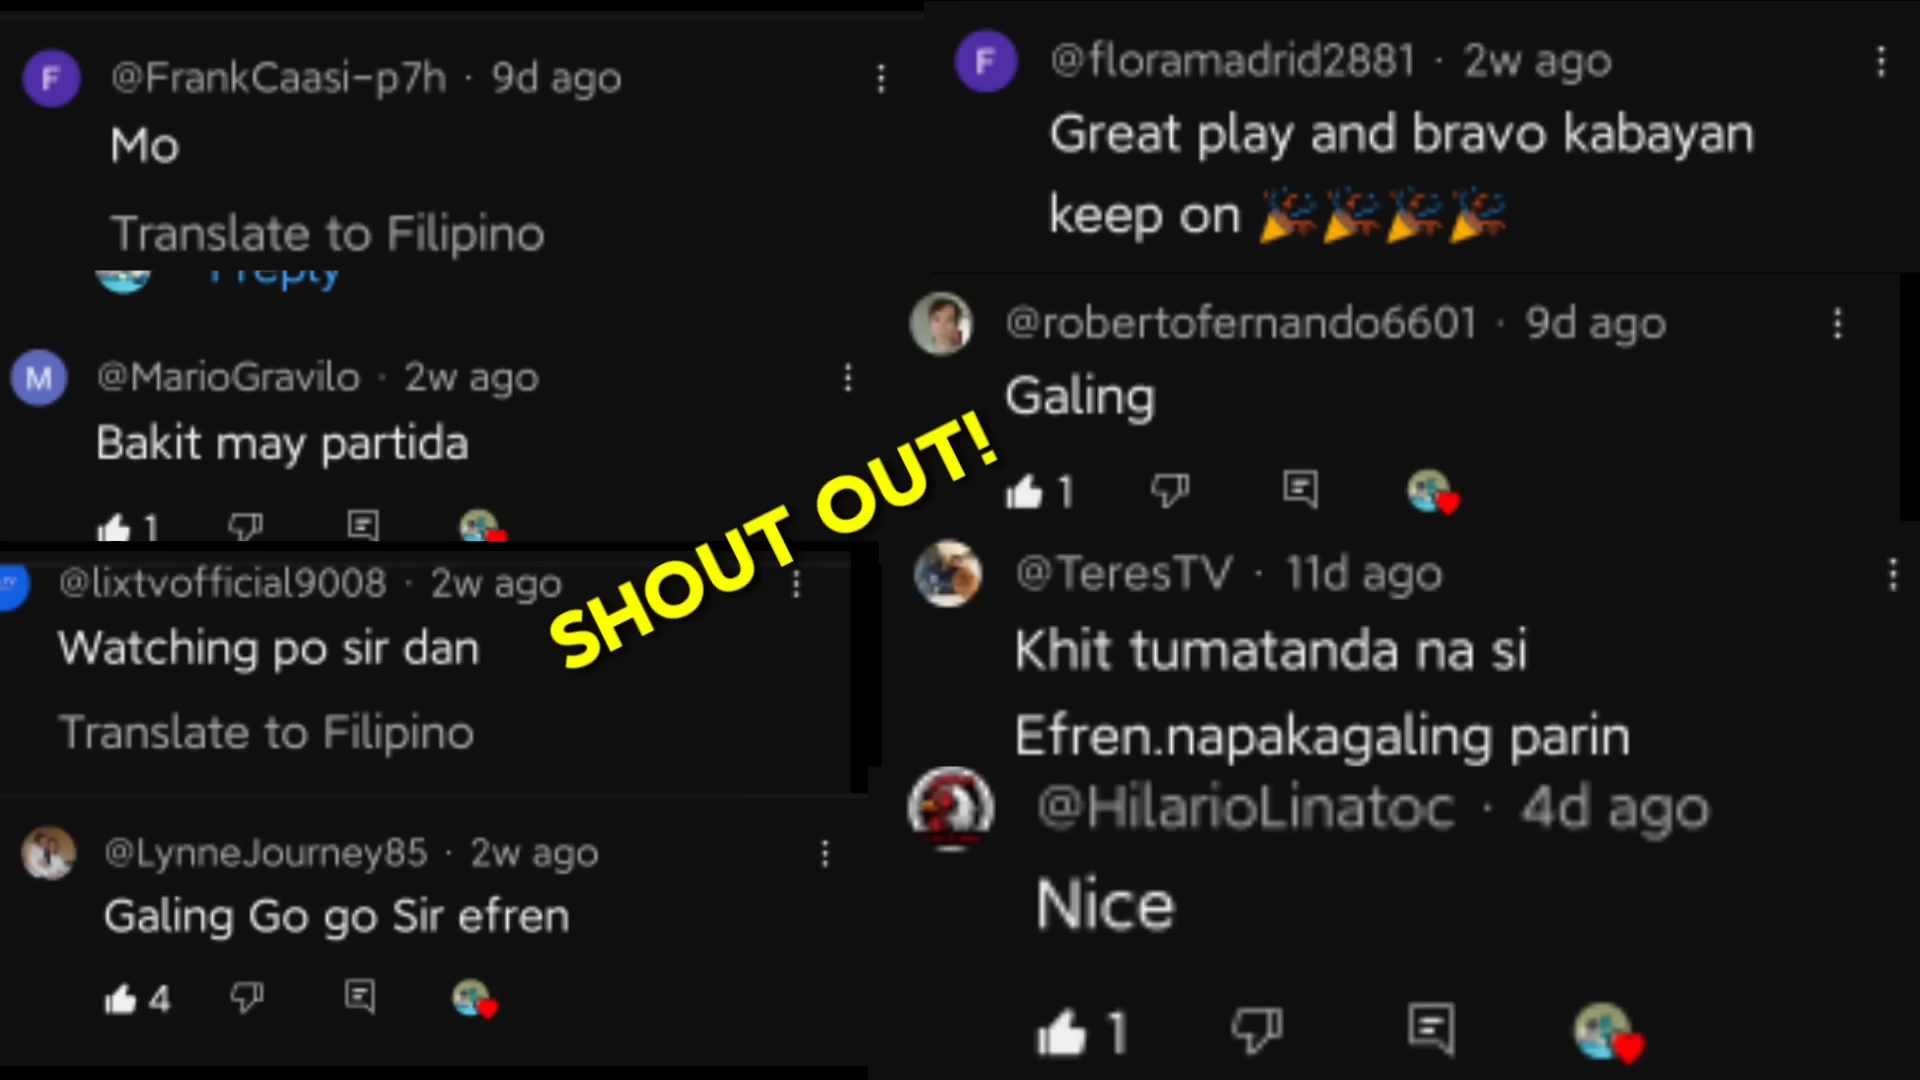 F @FrankCaasi-p7h · 9d ago
Mo
Translate to Filipino
1 reply
M @MarioGravilo · 2w ago
Bakit may partida
1
@lixtvofficial9008 · 2w ago
Watching po sir dan
Translate to Filipino
@LynneJourney85 · 2w ago
Galing Go go Sir efren
4
SHOUT OUT!
F @floramadrid2881 · 2w ago
Great play and bravo kabayan
keep on 🎉🎉🎉🎉
@robertofernando6601 · 9d ago
Galing
1
@TeresTV · 11d ago
Khit tumatanda na si
Efren.napakagaling parin
@HilarioLinatoc · 4d ago
Nice
1